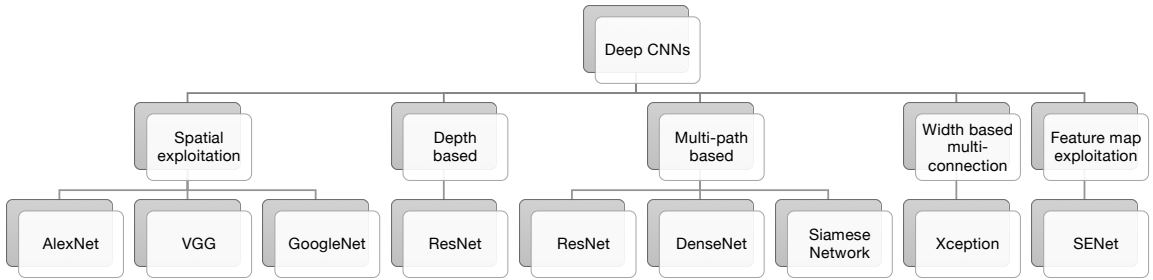 Deep CNNs
Spatial
exploitation
Depth
based
Multi-path
based
Width based
multi-
connection
Feature map
exploitation
AlexNet
VGG
GoogleNet
ResNet
ResNet
DenseNet
Siamese
Network
Xception
SENet